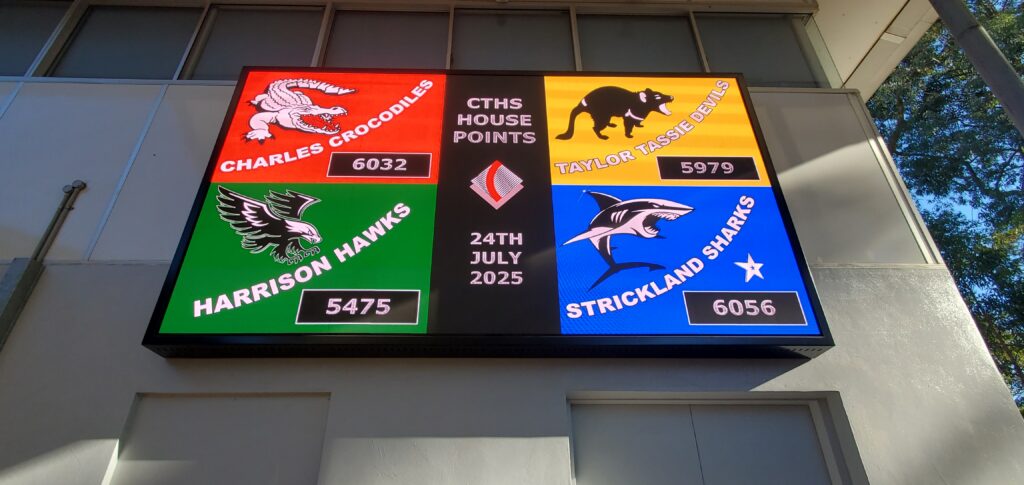 CHARLES CROCODILES
6032
CTHS
HOUSE
POINTS
TAYLOR TASSIE DEVILS
5979
HARRISON HAWKS
5475
24TH
JULY
2025
STRICKLAND SHARKS
6056